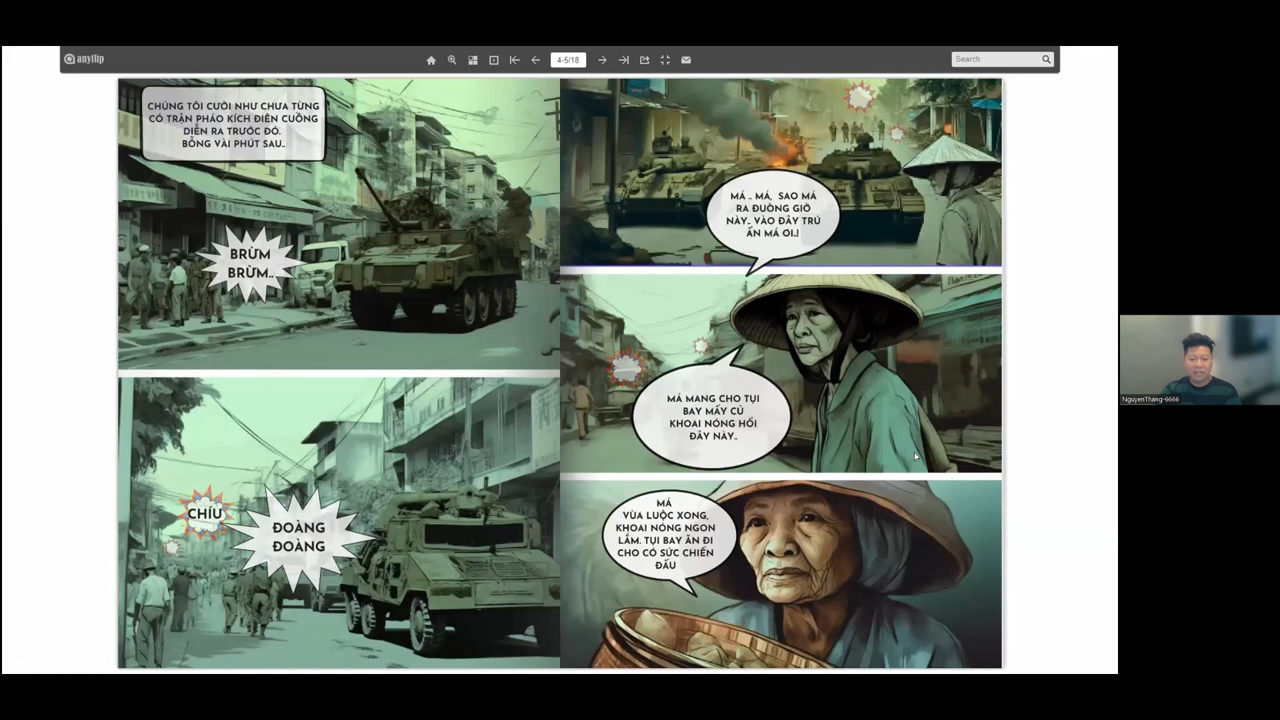 anyflip
4-5/18
Search
CHÚNG TÔI CƯỜI NHƯ CHƯA TỪNG
CÓ TRẬN PHÁO KÍCH ĐIÊN CUỒNG
DIỄN RA TRƯỚC ĐÓ.
BỖNG VÀI PHÚT SAU..
BRỪM
BRỪM..
CHÍU
ĐOÀNG
ĐOÀNG
MÁ .. MÁ, SAO MÁ
RA ĐUỜNG GIỜ
NÀY.. VÀO ĐÂY TRÚ
ẨN MÁ ƠI.!
MÁ MANG CHO TỤI
BAY MẤY CỦ
KHOAI NÓNG HỔI
ĐÂY NÀY..
MÁ
VỪA LUỘC XONG,
KHOAI NÓNG NGON
LẮM. TỤI BAY ĂN ĐI
CHO CÓ SỨC CHIẾN
ĐẤU
NguyenThang-6666